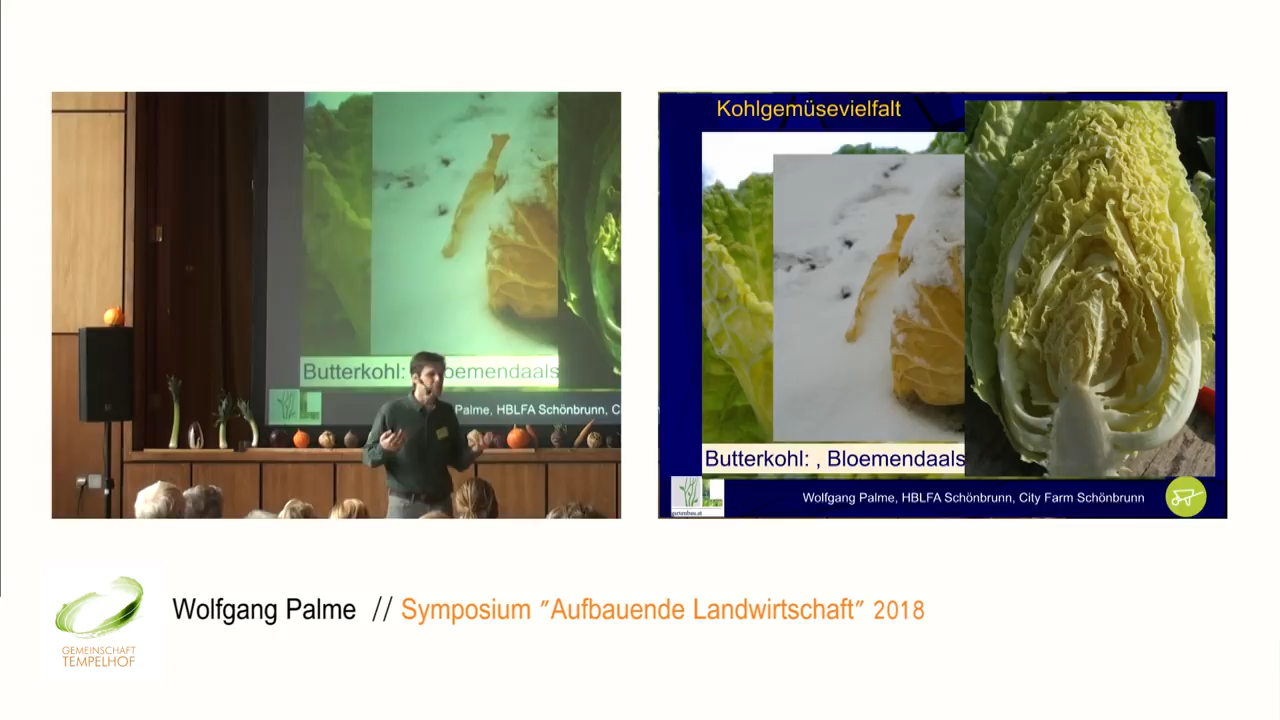 Butterkohl: oemendaals
Palme, HBLFA Schönbrunn, C
Kohlgemüsevielfalt
Butterkohl: , Bloemendaals
Wolfgang Palme, HBLFA Schönbrunn, City Farm Schönbrunn
Wolfgang Palme // Symposium "Aufbauende Landwirtschaft" 2018
GEMEINSCHAFT
TEMPELHOF